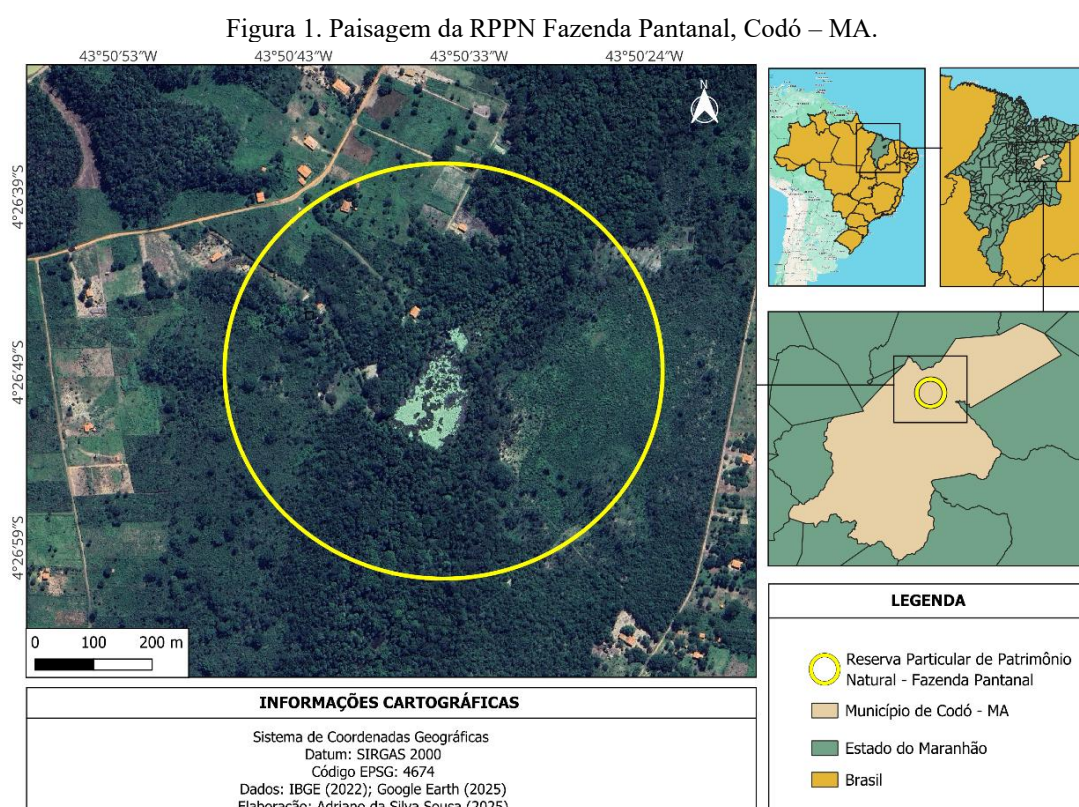 Figura 1. Paisagem da RPPN Fazenda Pantanal, Codó – MA.
43°50′53″W 43°50′43″W 43°50′33″W 43°50′24″W
4°26′39″S
4°26′49″S
4°26′59″S
N
0 100 200 m
INFORMAÇÕES CARTOGRÁFICAS
Sistema de Coordenadas Geográficas
Datum: SIRGAS 2000
Código EPSG: 4674
Dados: IBGE (2022); Google Earth (2025)
Elaboração: Adriano da Silva Sousa (2025)
LEGENDA
Reserva Particular de Patrimônio
Natural - Fazenda Pantanal
Município de Codó - MA
Estado do Maranhão
Brasil